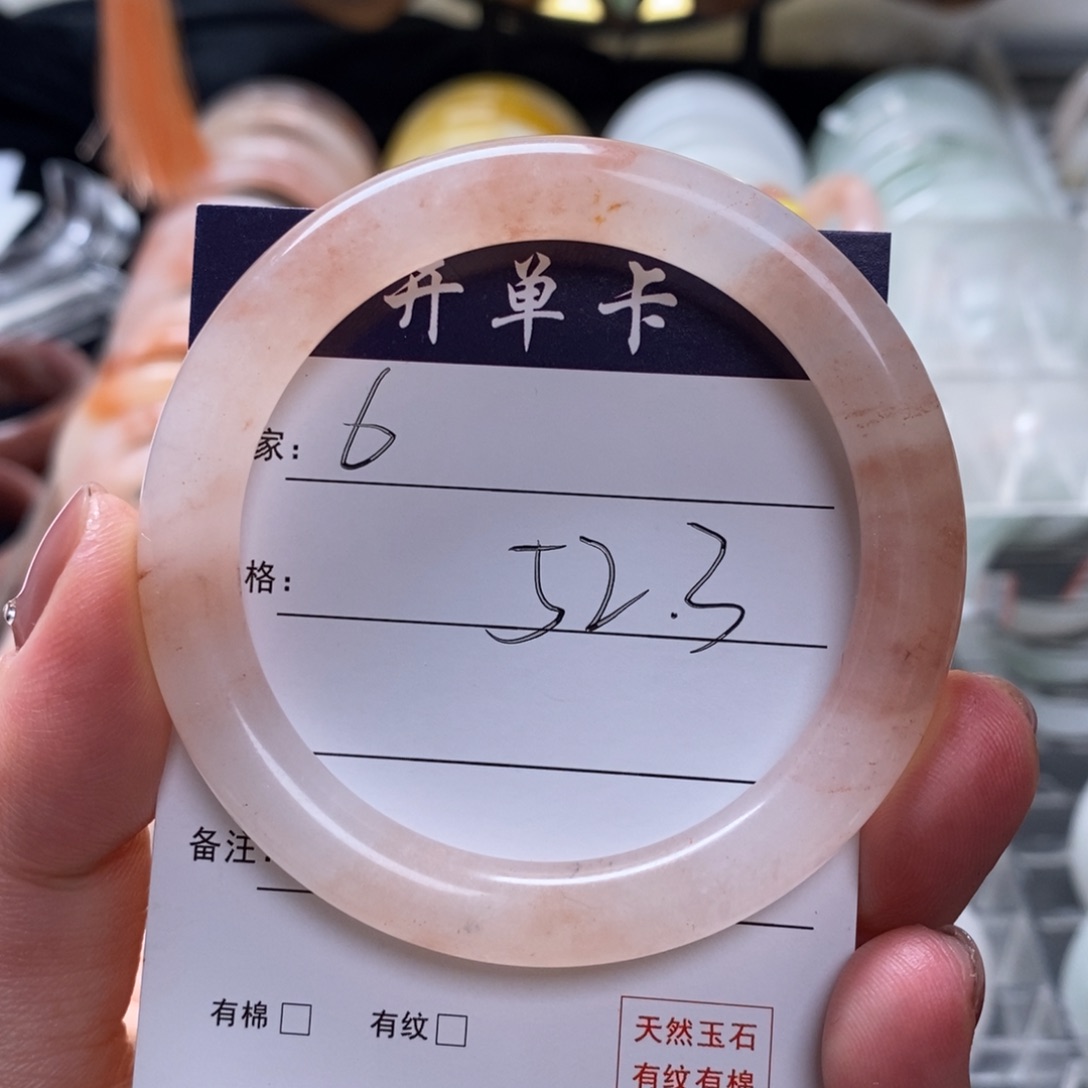 开单卡
家: 6
格: 52.3
备注:
有棉 □ 有纹 □
天然玉石
有纹有棉